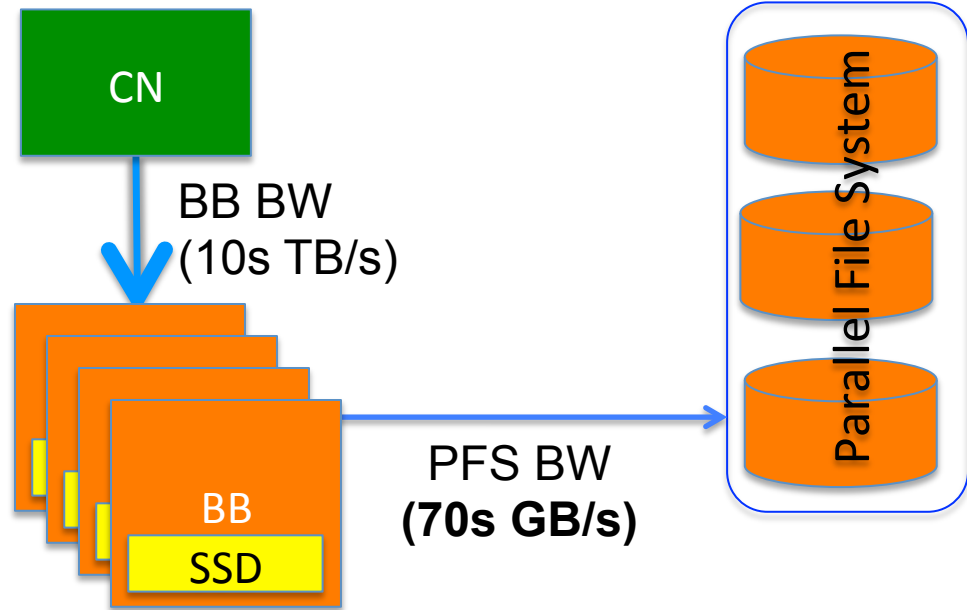 CN
BB BW
(10s TB/s)
BB
SSD
PFS BW
(70s GB/s)
Parallel File System